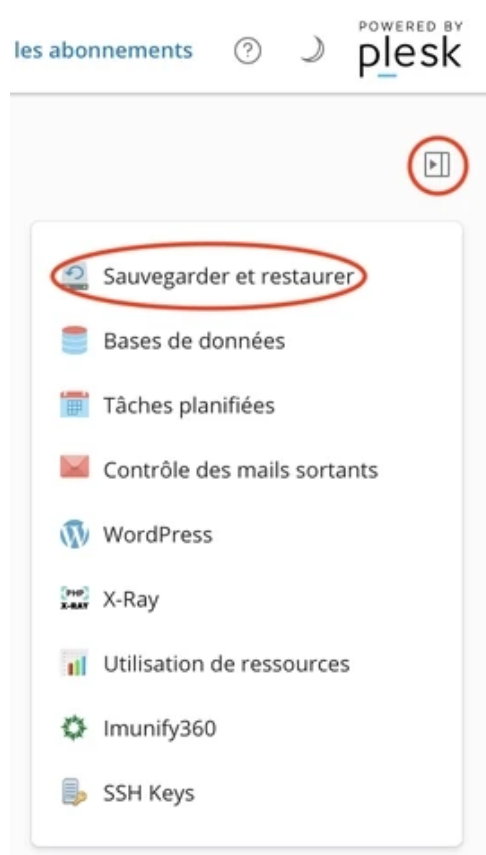 POWERED BY
les abonnements ? plesk
Sauvegarder et restaurer
Bases de données
Tâches planifiées
Contrôle des mails sortants
WordPress
PHP
X-RAY X-Ray
Utilisation de ressources
Imunify360
SSH Keys